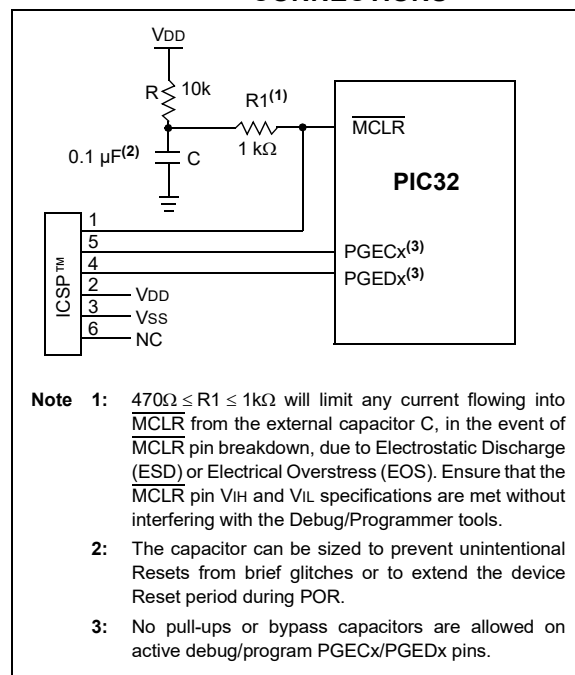 VDD
R 10k
R1(1)
0.1 µF(2) C
1 kΩ
MCLR
PIC32
1
5
4
2
3
6
ICSP™
PGECx(3)
PGEDx(3)
VDD
VSS
NC
Note 1: 470Ω ≤ R1 ≤ 1kΩ will limit any current flowing into
MCLR from the external capacitor C, in the event of
MCLR pin breakdown, due to Electrostatic Discharge
(ESD) or Electrical Overstress (EOS). Ensure that the
MCLR pin VIH and VIL specifications are met without
interfering with the Debug/Programmer tools.
2: The capacitor can be sized to prevent unintentional
Resets from brief glitches or to extend the device
Reset period during POR.
3: No pull-ups or bypass capacitors are allowed on
active debug/program PGECx/PGEDx pins.